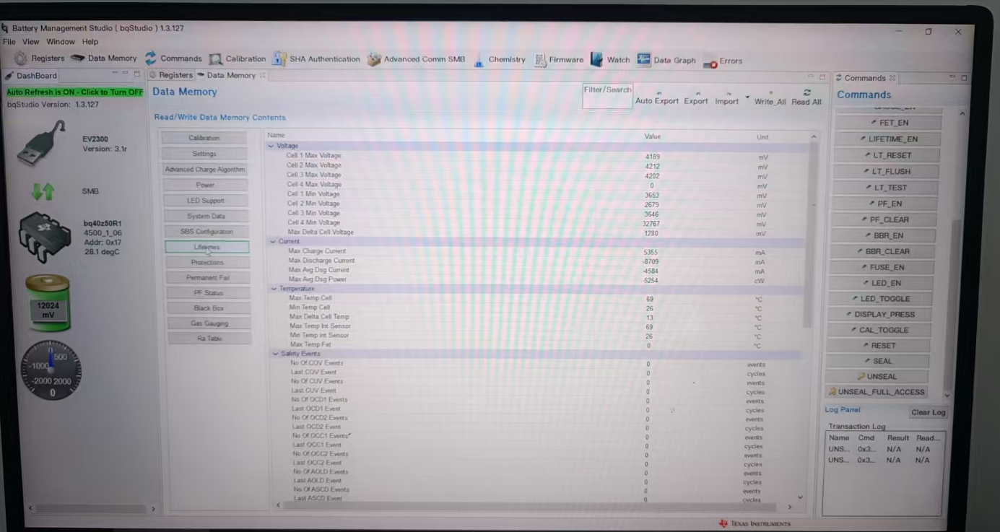 Battery Management Studio ( bqStudio ) 1.3.127
File View Window Help
Registers Data Memory Commands Calibration SHA Authentication Advanced Comm SMB Chemistry Firmware Watch Data Graph Errors
DashBoard
Auto Refresh is ON - Click to Turn OFF
bqStudio Version: 1.3.127
EV2300
Version: 3.1r
SMB
bq40z50R1
4500_1_06
Addr: 0x17
28.1 degC
12024
mV
500
-1000
-2000 2000
0
Registers Data Memory
Data Memory
Filter/Search
Auto Export Export Import Write_All Read All
Read/Write Data Memory Contents
Calibration
Settings
Advanced Charge Algorithm
Power
LED Support
System Data
SBS Configuration
Lifetimes
Protections
Permanent Fail
PF Status
Black Box
Gas Gauging
Ra Table
Name Value Unit
Voltage
Cell 1 Max Voltage 4189 mV
Cell 2 Max Voltage 4212 mV
Cell 3 Max Voltage 4202 mV
Cell 4 Max Voltage 0 mV
Cell 1 Min Voltage 3653 mV
Cell 2 Min Voltage 2679 mV
Cell 3 Min Voltage 3646 mV
Cell 4 Min Voltage 32767 mV
Max Delta Cell Voltage 1280 mV
Current
Max Charge Current 5355 mA
Max Discharge Current -8709 mA
Max Avg Dsg Current -4584 mA
Max Avg Dsg Power -5254 cW
Temperature
Max Temp Cell 69 °C
Min Temp Cell 26 °C
Max Delta Cell Temp 13 °C
Max Temp Int Sensor 69 °C
Min Temp Int Sensor 26 °C
Max Temp Fet 0 °C
Safety Events
No Of COV Events 0 events
Last COV Event 0 cycles
No Of CUV Events 0 events
Last CUV Event 0 cycles
No Of OCD1 Events 0 events
Last OCD1 Event 0 cycles
No Of OCD2 Events 0 events
Last OCD2 Event 0 cycles
No Of OCC1 Events 0 events
Last OCC1 Event 0 cycles
No Of OCC2 Events 0 events
Last OCC2 Event 0 cycles
No Of AOLD Events 0 events
Last AOLD Event 0 cycles
No Of ASCD Events 0 events
Last ASCD Event 0 cycles
Commands
Commands
FET_EN
LIFETIME_EN
LT_RESET
LT_FLUSH
LT_TEST
PF_EN
PF_CLEAR
BBR_EN
BBR_CLEAR
FUSE_EN
LED_EN
LED_TOGGLE
DISPLAY_PRESS
CAL_TOGGLE
RESET
SEAL
UNSEAL
UNSEAL_FULL_ACCESS
Log Panel Clear Log
Transaction Log
Name Cmd Result Read...
UNS... 0x3... N/A N/A
UNS... 0x3... N/A N/A
TEXAS INSTRUMENTS